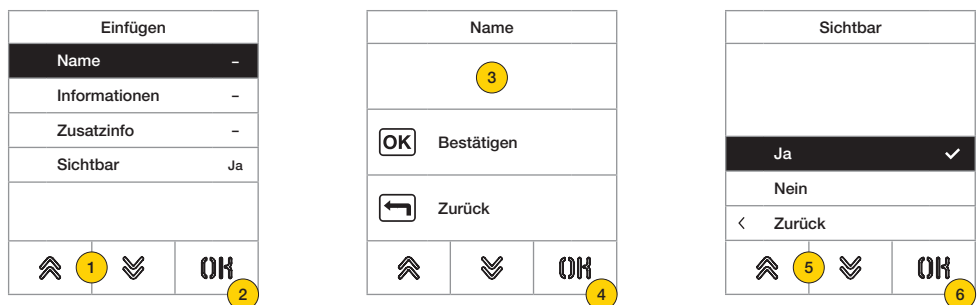 Einfügen
Name –
Informationen –
Zusatzinfo –
Sichtbar Ja
1
OK
2
Name
3
OK Bestätigen
Zurück
OK
4
Sichtbar
Ja
Nein
Zurück
5
OK
6